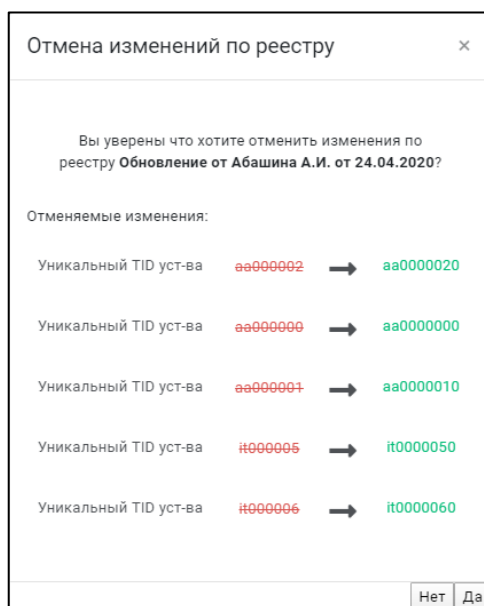 Отмена изменений по реестру ×
Вы уверены что хотите отменить изменения по
реестру Обновление от Абашина А.И. от 24.04.2020?
Отменяемые изменения:
Уникальный TID уст-ва aa000002 → aa0000020
Уникальный TID уст-ва aa000000 → aa0000000
Уникальный TID уст-ва aa000001 → aa0000010
Уникальный TID уст-ва it000005 → it0000050
Уникальный TID уст-ва it000006 → it0000060
Нет Да